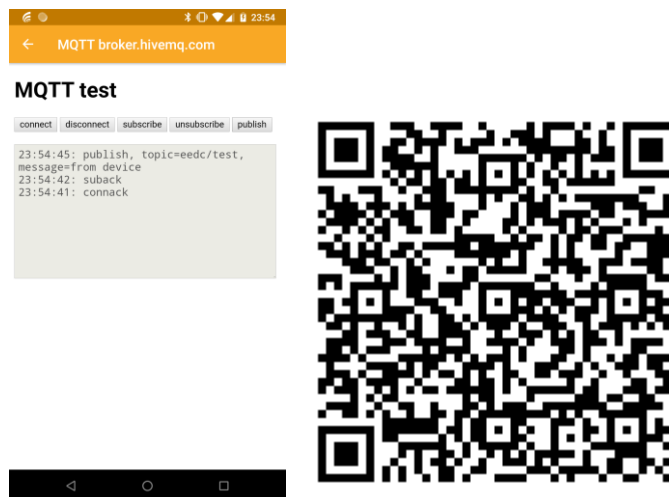 23:54
MQTT broker.hivemq.com
MQTT test
connect disconnect subscribe unsubscribe publish
23:54:45: publish, topic=eedc/test,
message=from device
23:54:42: suback
23:54:41: connack